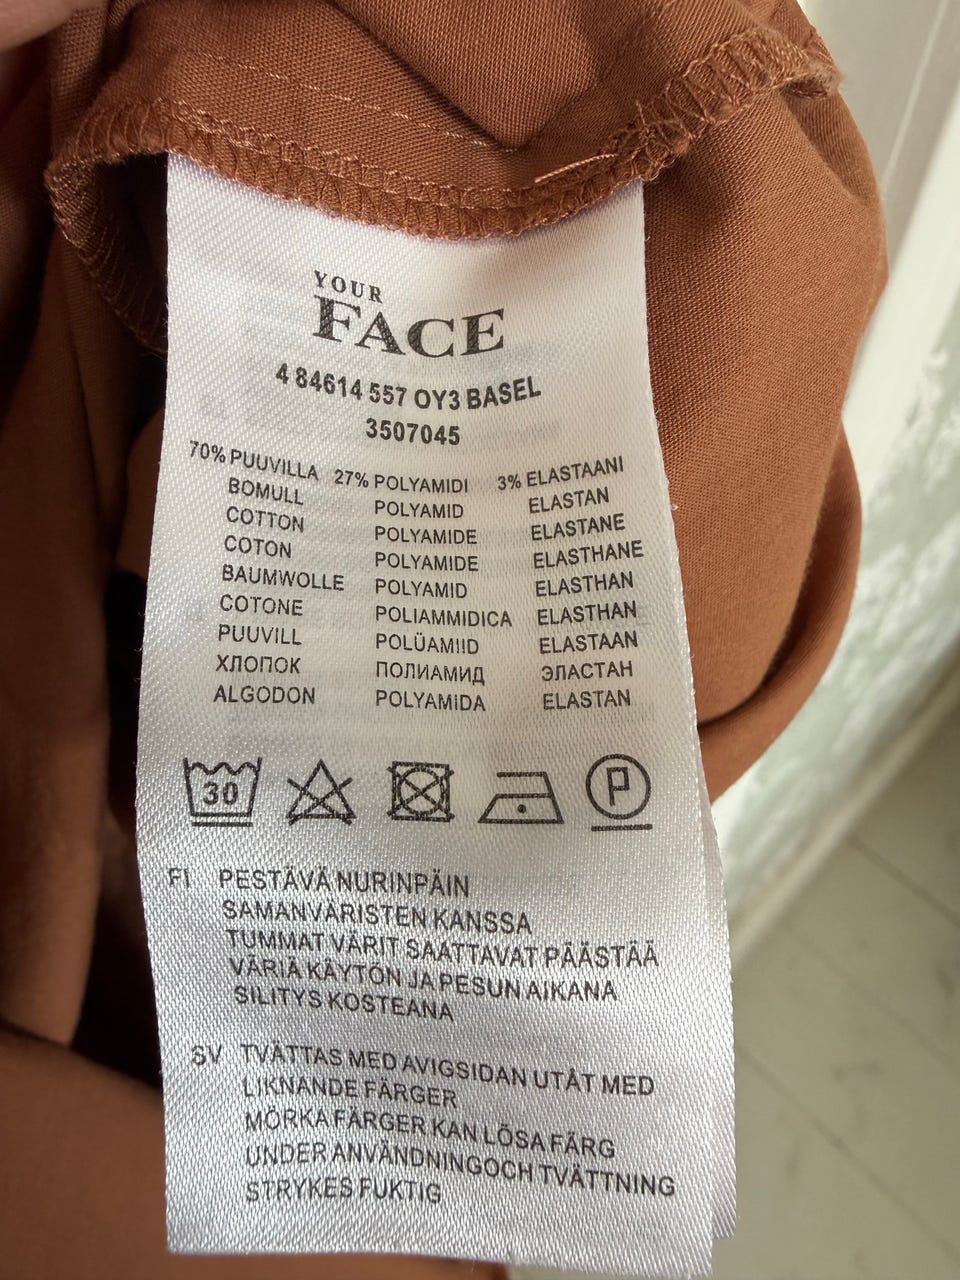 YOUR
FACE
4 84614 557 OY3 BASEL
3507045
70% PUUVILLA 27% POLYAMIDI 3% ELASTAANI
BOMULL POLYAMID ELASTAN
COTTON POLYAMIDE ELASTANE
COTON POLYAMIDE ELASTHANE
BAUMWOLLE POLYAMID ELASTHAN
COTONE POLIAMMIDICA ELASTHAN
PUUVILL POLÜAMIID ELASTAAN
ХЛОПОК ПОЛИАМИД ЭЛАСТАН
ALGODON POLYAMIDA ELASTAN
30 P
FI PESTÄVÄ NURINPÄIN
SAMANVÄRISTEN KANSSA
TUMMAT VÄRIT SAATTAVAT PÄÄSTÄÄ
VÄRIÄ KÄYTÖN JA PESUN AIKANA
SILITYS KOSTEANA
SV TVÄTTAS MED AVIGSIDAN UTÅT MED
LIKNANDE FÄRGER
MÖRKA FÄRGER KAN LÖSA FÄRG
UNDER ANVÄNDNINGOCH TVÄTTNING
STRYKES FUKTIG